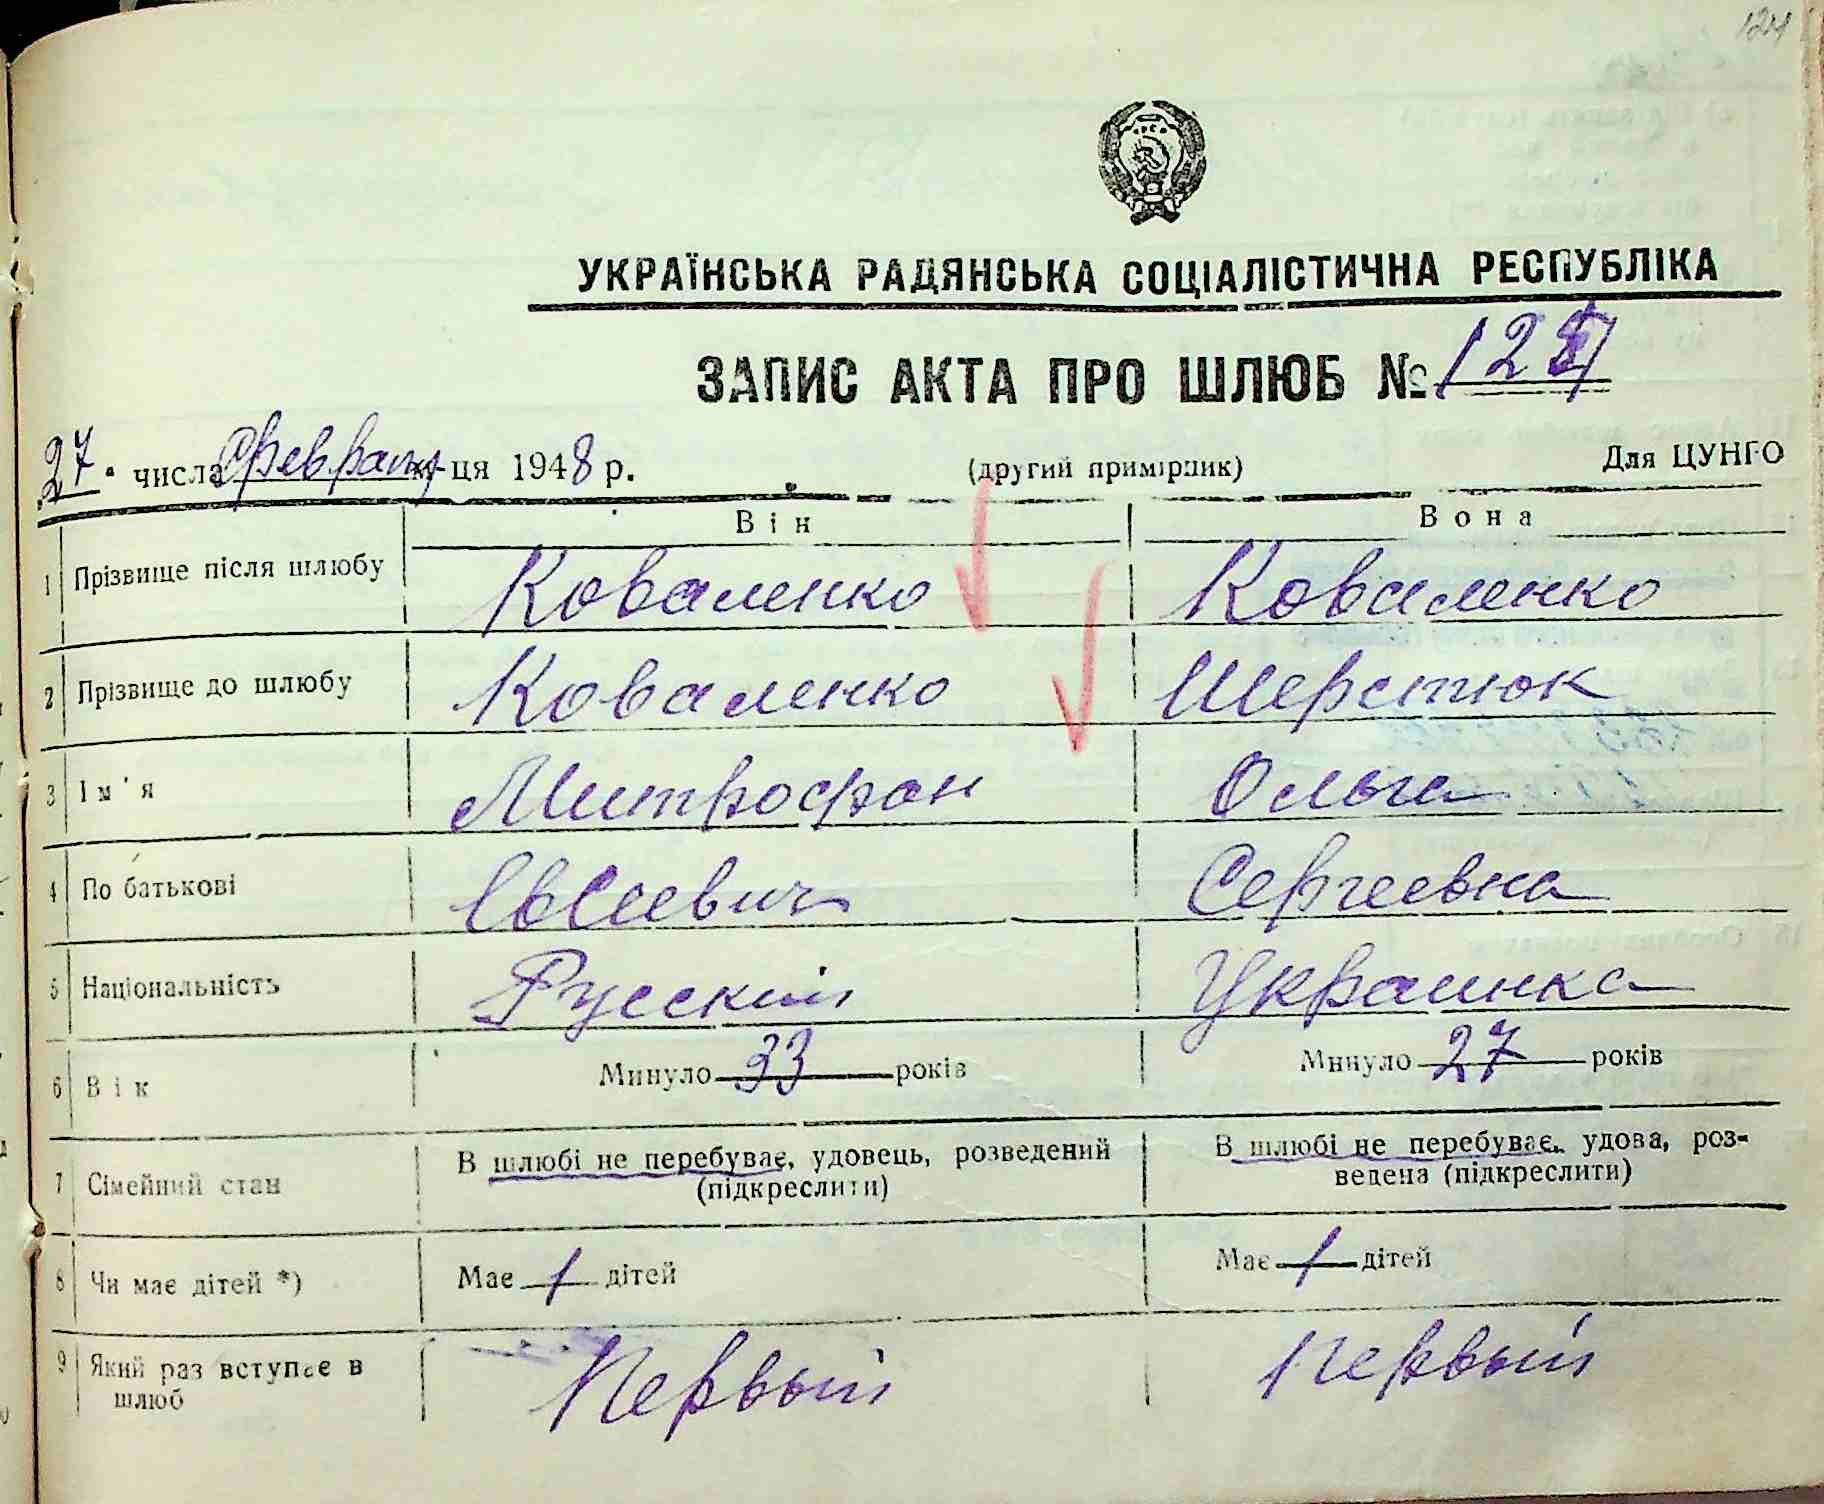 УКРАЇНСЬКА РАДЯНСЬКА СОЦІАЛІСТИЧНА РЕСПУБЛІКА
ЗАПИС АКТА ПРО ШЛЮБ №
27 числа февраля м-ця 1948 р. (другий примірник) Для ЦУНГО
Він Вона
1 Прізвище після шлюбу Коваленко Коваленко
2 Прізвище до шлюбу Коваленко Шерстюк
3 Ім'я Митрофан Ольга
4 По батькові Евсеевич Сергеевна
5 Національність Русский Украинка
6 Вік Минуло 33 років Минуло 27 років
7 Сімейний стан В шлюбі не перебуває, удовець, розведений (підкреслити) В шлюбі не перебуває, удова, роз-
ведена (підкреслити)
8 Чи має дітей *) Має 1 дітей Має 1 дітей
9 Який раз вступає в шлюб Первый Первый